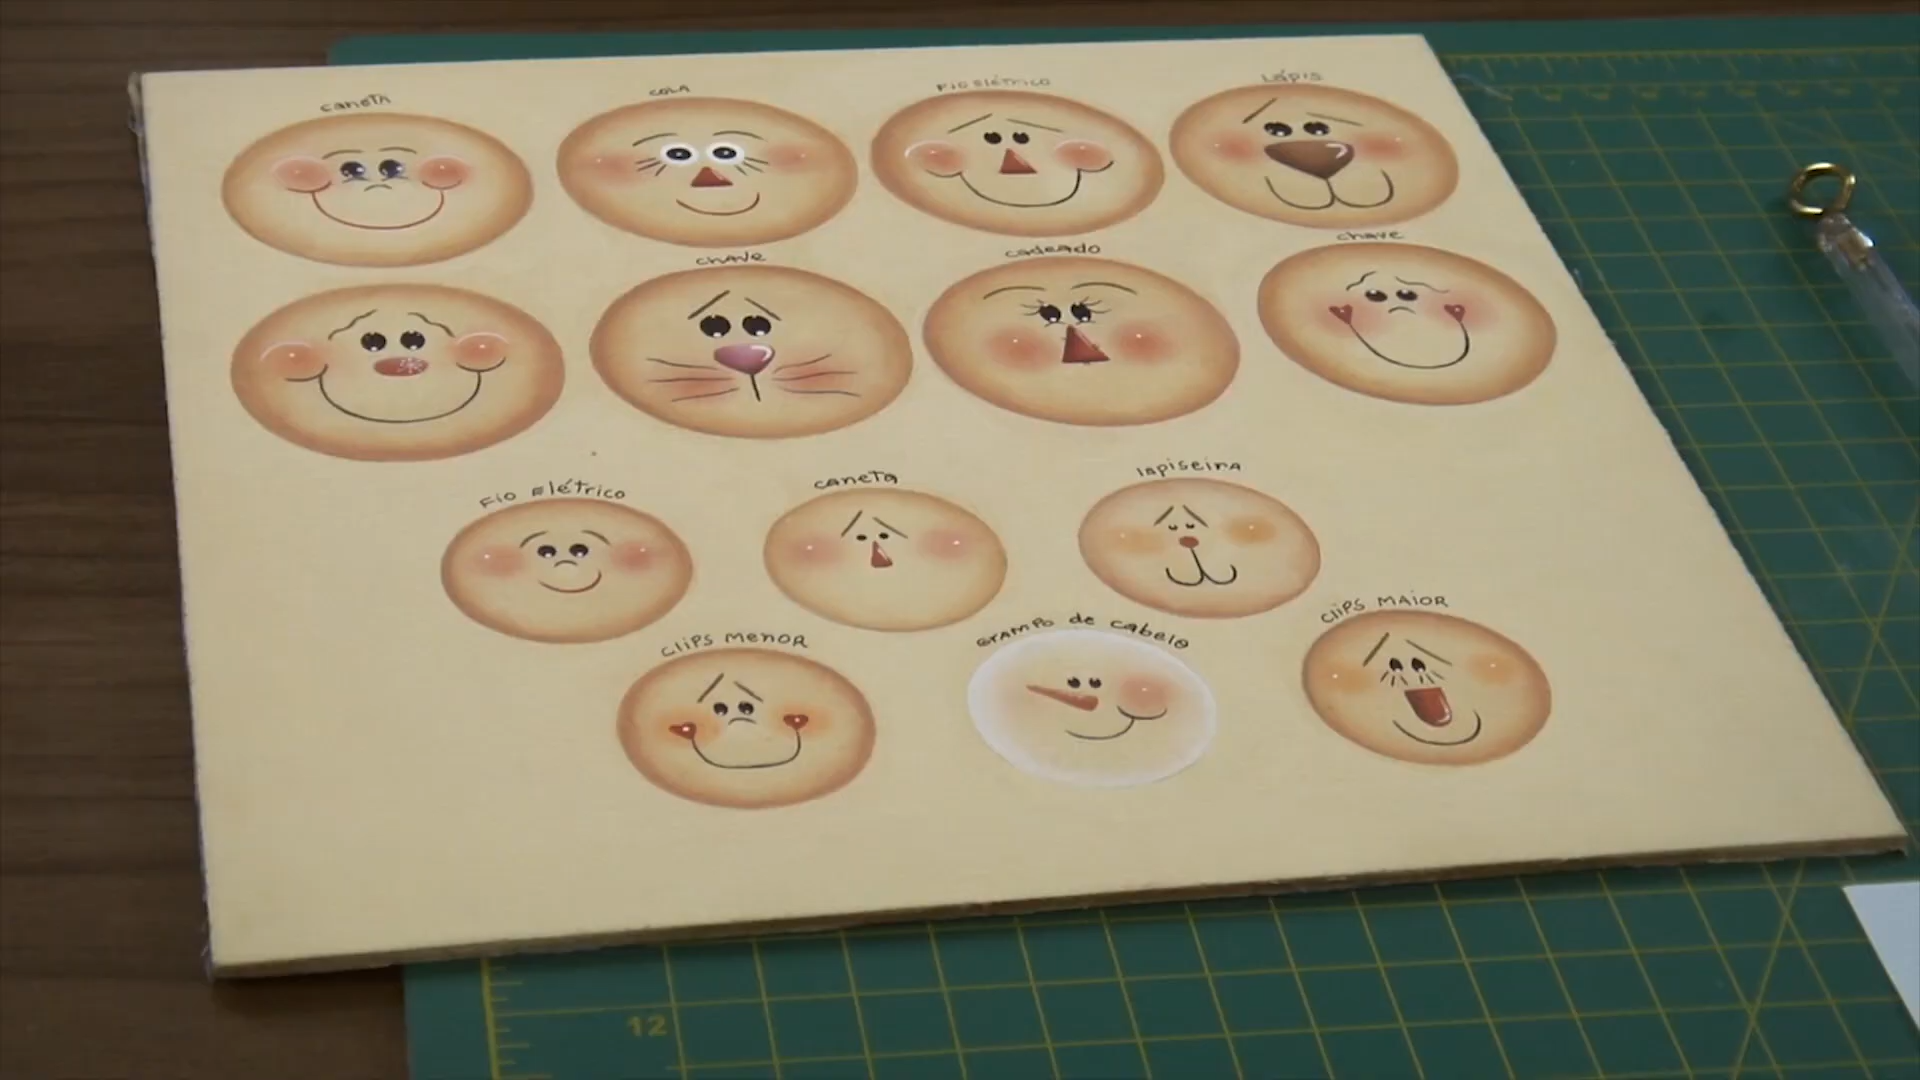 caneta
COLA
FIO elétrico
Lápis
CHAVE
cadeado
chave
FIO Elétrico
caneta
lapiseira
CLIPS MENOR
GRAMPO de cabelo
CLIPS MAIOR
12